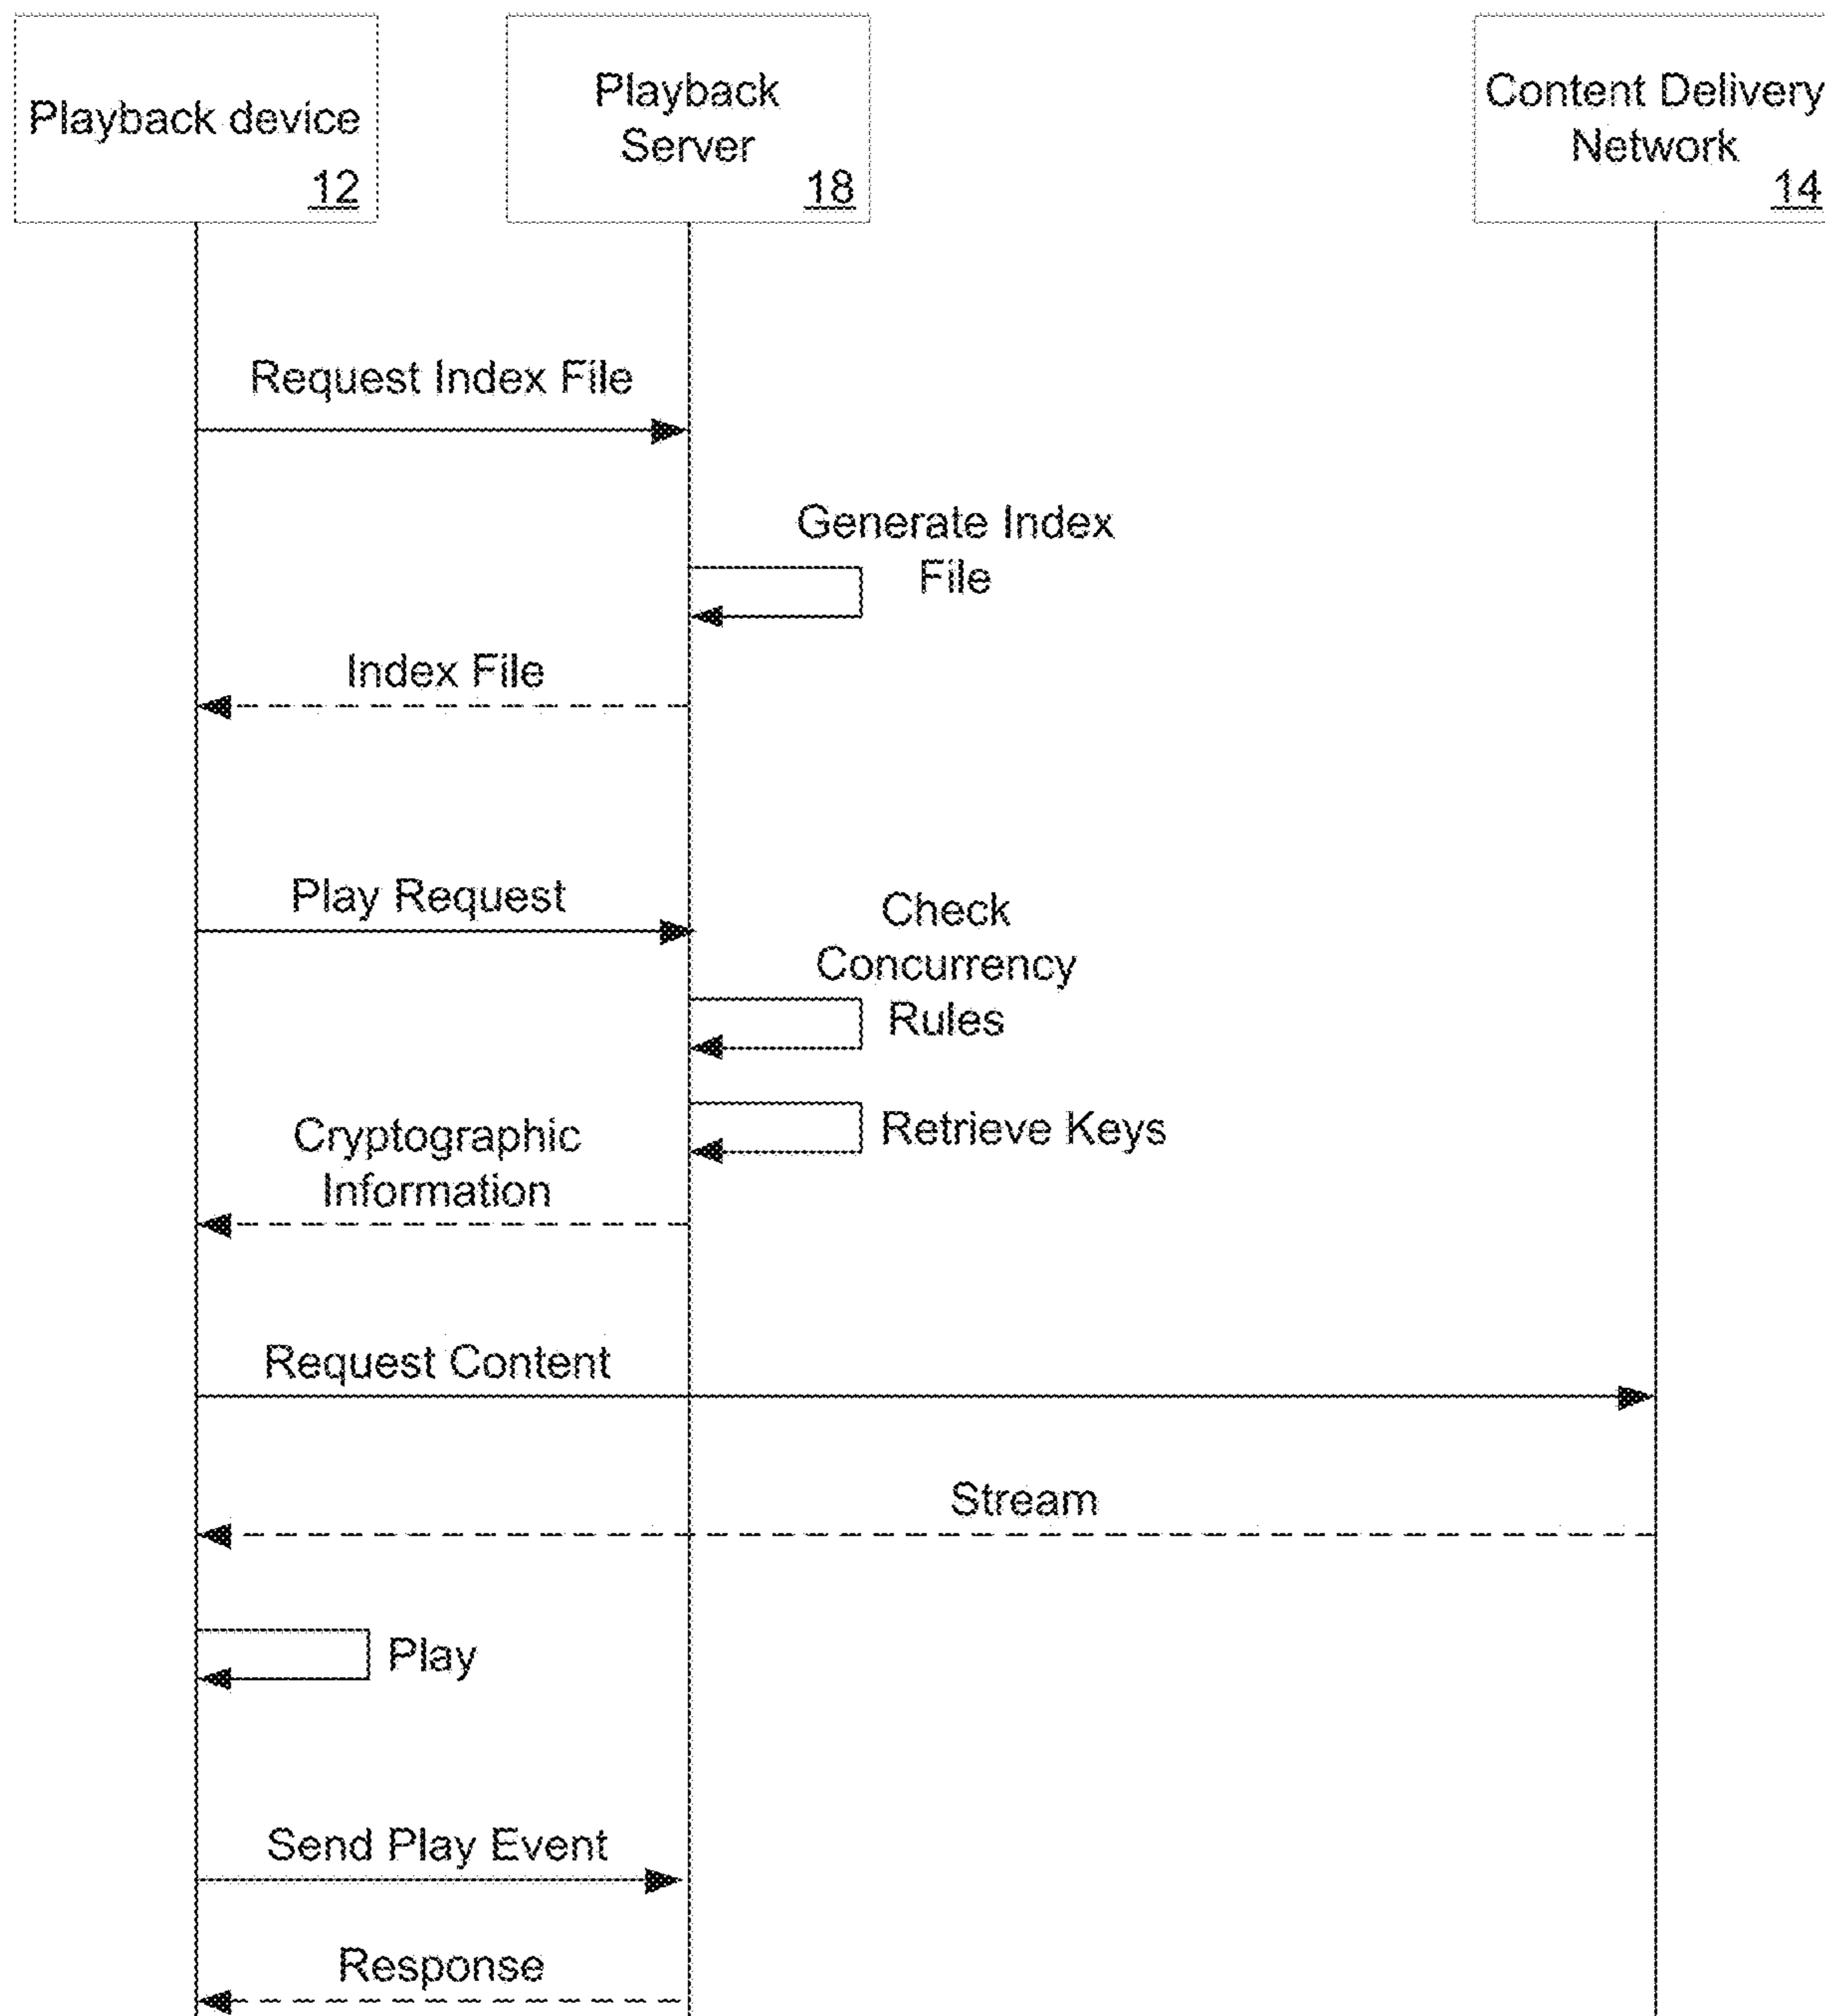 Playback device
12
Playback
Server
18
Content Delivery
Network
14
Request Index File
Generate Index
File
Index File
Play Request
Check
Concurrency
Rules
Retrieve Keys
Cryptographic
Information
Request Content
Stream
Play
Send Play Event
Response